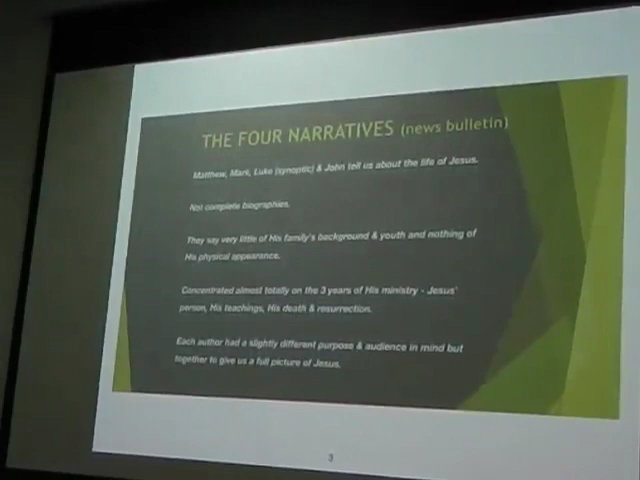 THE FOUR NARRATIVES (news bulletin)
Matthew, Mark, Luke (synoptic) & John tell us about the life of Jesus.
Not complete biographies.
They say very little of His family's background & youth and nothing of
His physical appearance.
Concentrated almost totally on the 3 years of His ministry - Jesus'
person, His teachings, His death & resurrection.
Each author had a slightly different purpose & audience in mind but
together to give us a full picture of Jesus.
3